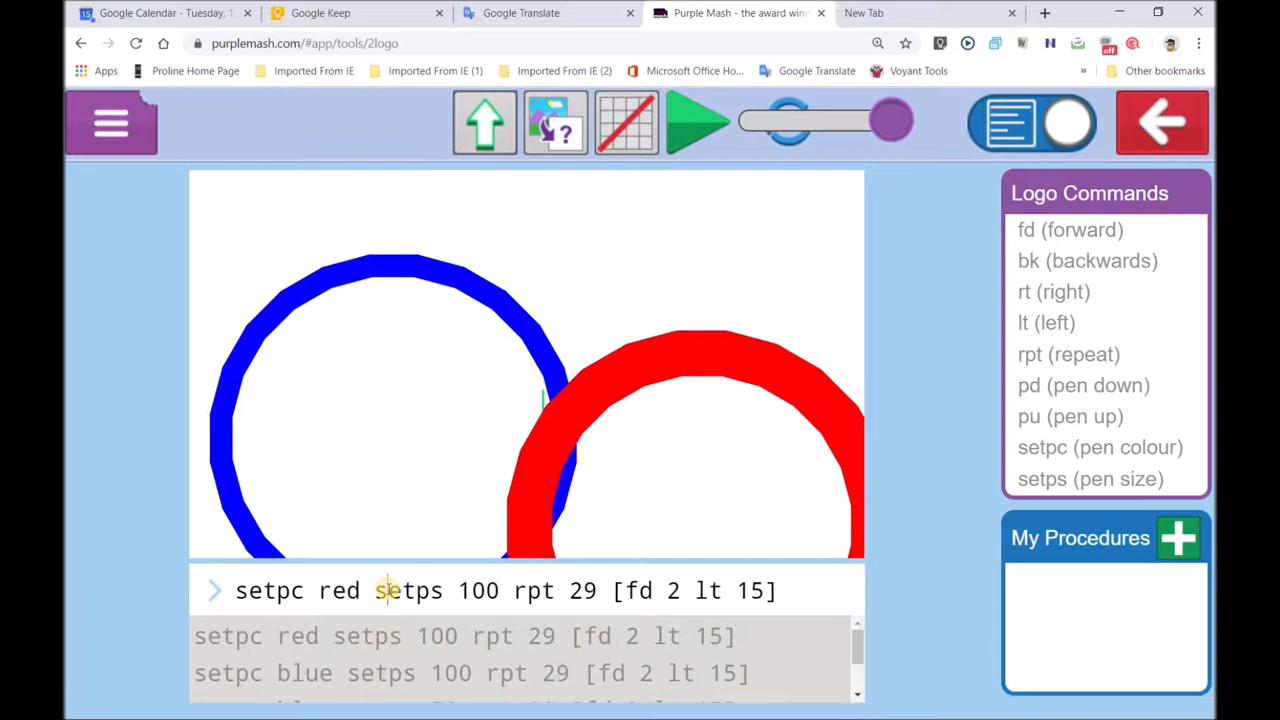 Google Calendar - Tuesday, 1
Google Keep
Google Translate
Purple Mash - the award winn
New Tab
purplemash.com/#app/tools/2logo
off
Apps
Proline Home Page
Imported From IE
Imported From IE (1)
Imported From IE (2)
Microsoft Office Ho...
Google Translate
Voyant Tools
»
Other bookmarks
?
Logo Commands
fd (forward)
bk (backwards)
rt (right)
lt (left)
rpt (repeat)
pd (pen down)
pu (pen up)
setpc (pen colour)
setps (pen size)
My Procedures
setpc red setps 100 rpt 29 [fd 2 lt 15]
setpc red setps 100 rpt 29 [fd 2 lt 15]
setpc blue setps 100 rpt 29 [fd 2 lt 15]